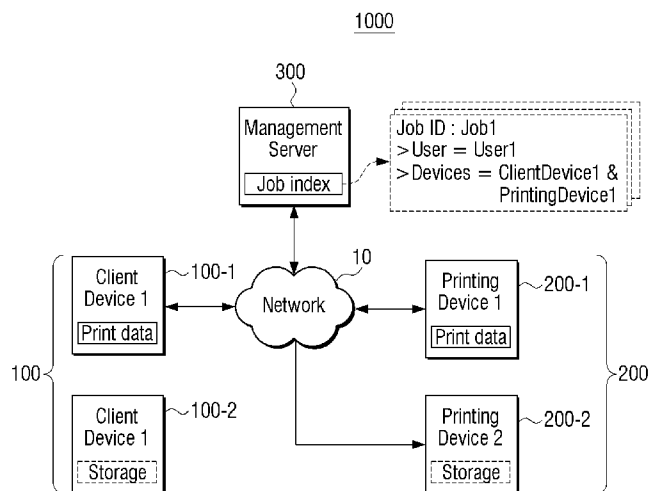 1000
300
Management
Server
Job index
Job ID : Job1
>User = User1
>Devices = ClientDevice1 &
PrintingDevice1
Client
Device 1
Print data
100-1
10
Network
Printing
Device 1
Print data
200-1
100
200
Client
Device 1
Storage
100-2
Printing
Device 2
Storage
200-2